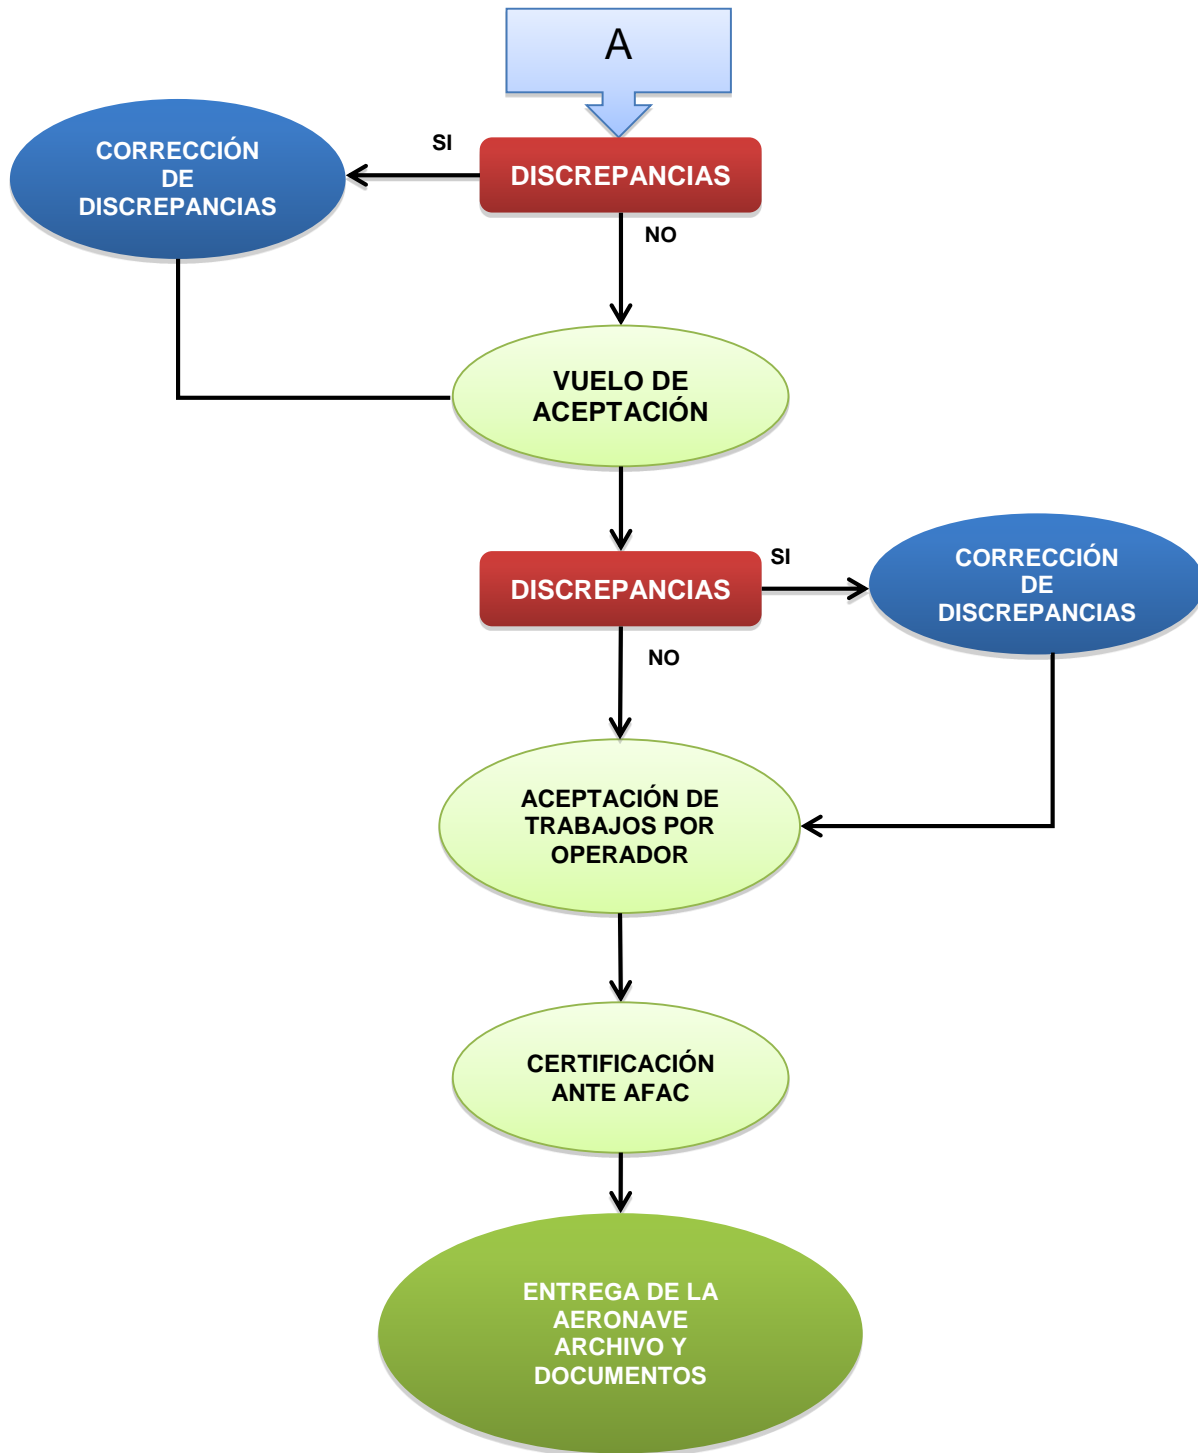 A
SI
CORRECCIÓN
DE
DISCREPANCIAS
DISCREPANCIAS
NO
VUELO DE
ACEPTACIÓN
SI
DISCREPANCIAS
CORRECCIÓN
DE
DISCREPANCIAS
NO
ACEPTACIÓN DE
TRABAJOS POR
OPERADOR
CERTIFICACIÓN
ANTE AFAC
ENTREGA DE LA
AERONAVE
ARCHIVO Y
DOCUMENTOS